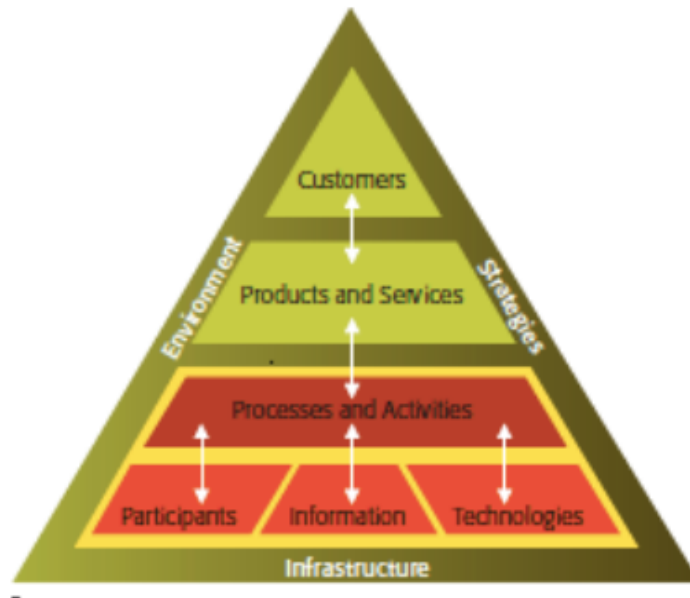 Customers
Environment
Strategies
Products and Services
Processes and Activities
Participants
Information
Technologies
Infrastructure